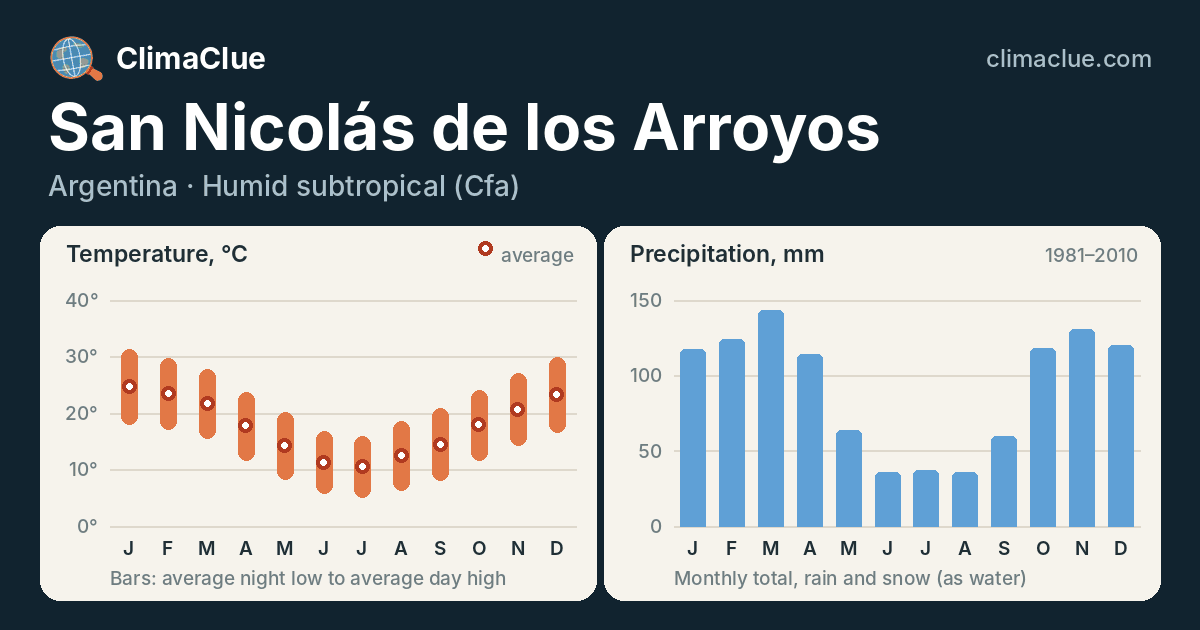 ClimaClue
climaclue.com
San Nicolás de los Arroyos
Argentina · Humid subtropical (Cfa)
Temperature, °C
average
40°
30°
20°
10°
0°
J F M A M J J A S O N D
Bars: average night low to average day high
Precipitation, mm
1981–2010
150
100
50
0
J F M A M J J A S O N D
Monthly total, rain and snow (as water)